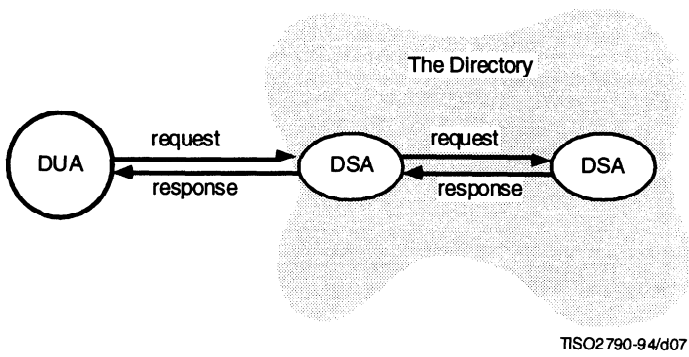 The Directory
request
request
DUA
DSA
DSA
response
response
TISO2790-94/d07